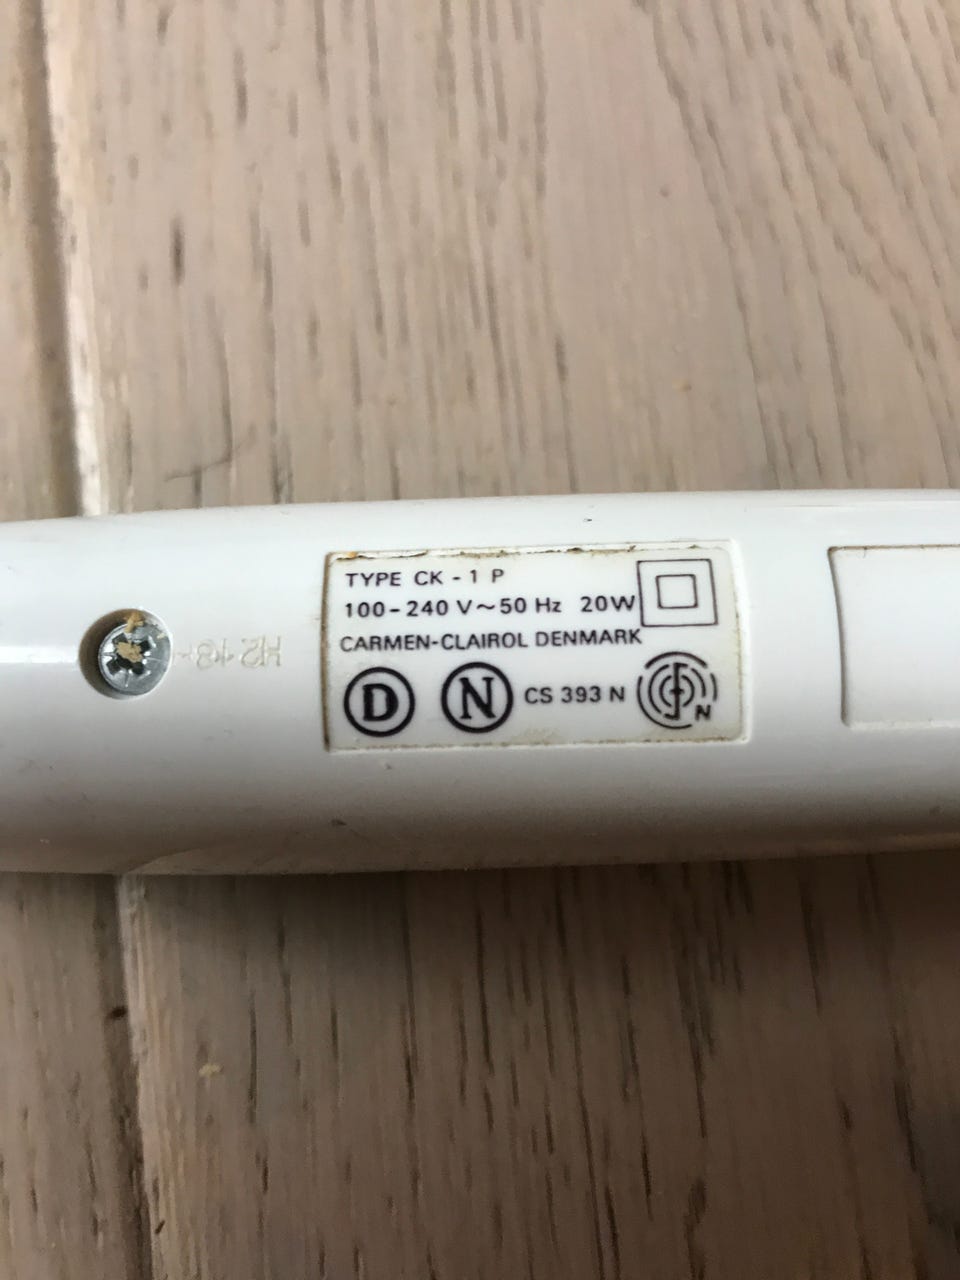 TYPE CK - 1 P
100-240 V~50 Hz 20W
CARMEN-CLAIROL DENMARK
D N CS 393 N N